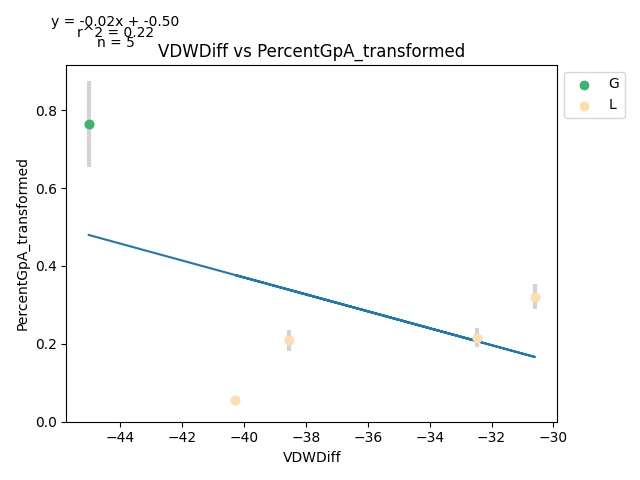 y = -0.02x + -0.50
r^2 = 0.22
n = 5
VDWDiff vs PercentGpA_transformed
G
L
PercentGpA_transformed
0.8
0.6
0.4
0.2
0.0
−44 −42 −40 −38 −36 −34 −32 −30
VDWDiff